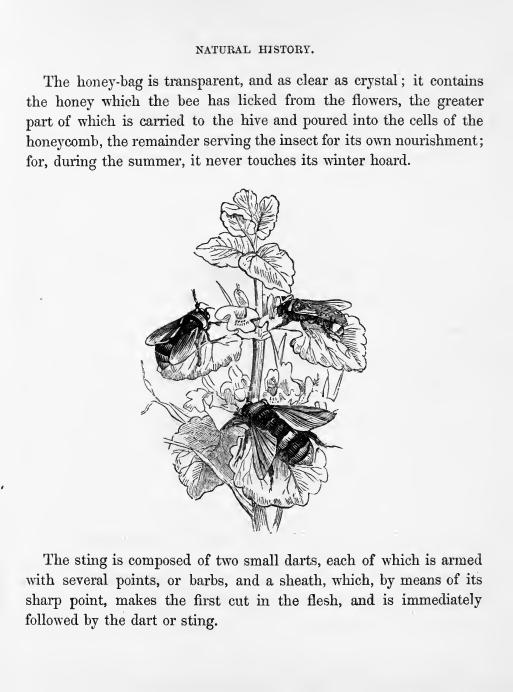 NATURAL HISTORY.
The honey-bag is transparent, and as clear as crystal; it contains
the honey which the bee has licked from the flowers, the greater
part of which is carried to the hive and poured into the cells of the
honeycomb, the remainder serving the insect for its own nourishment;
for, during the summer, it never touches its winter hoard.
The sting is composed of two small darts, each of which is armed
with several points, or barbs, and a sheath, which, by means of its
sharp point, makes the first cut in the flesh, and is immediately
followed by the dart or sting.